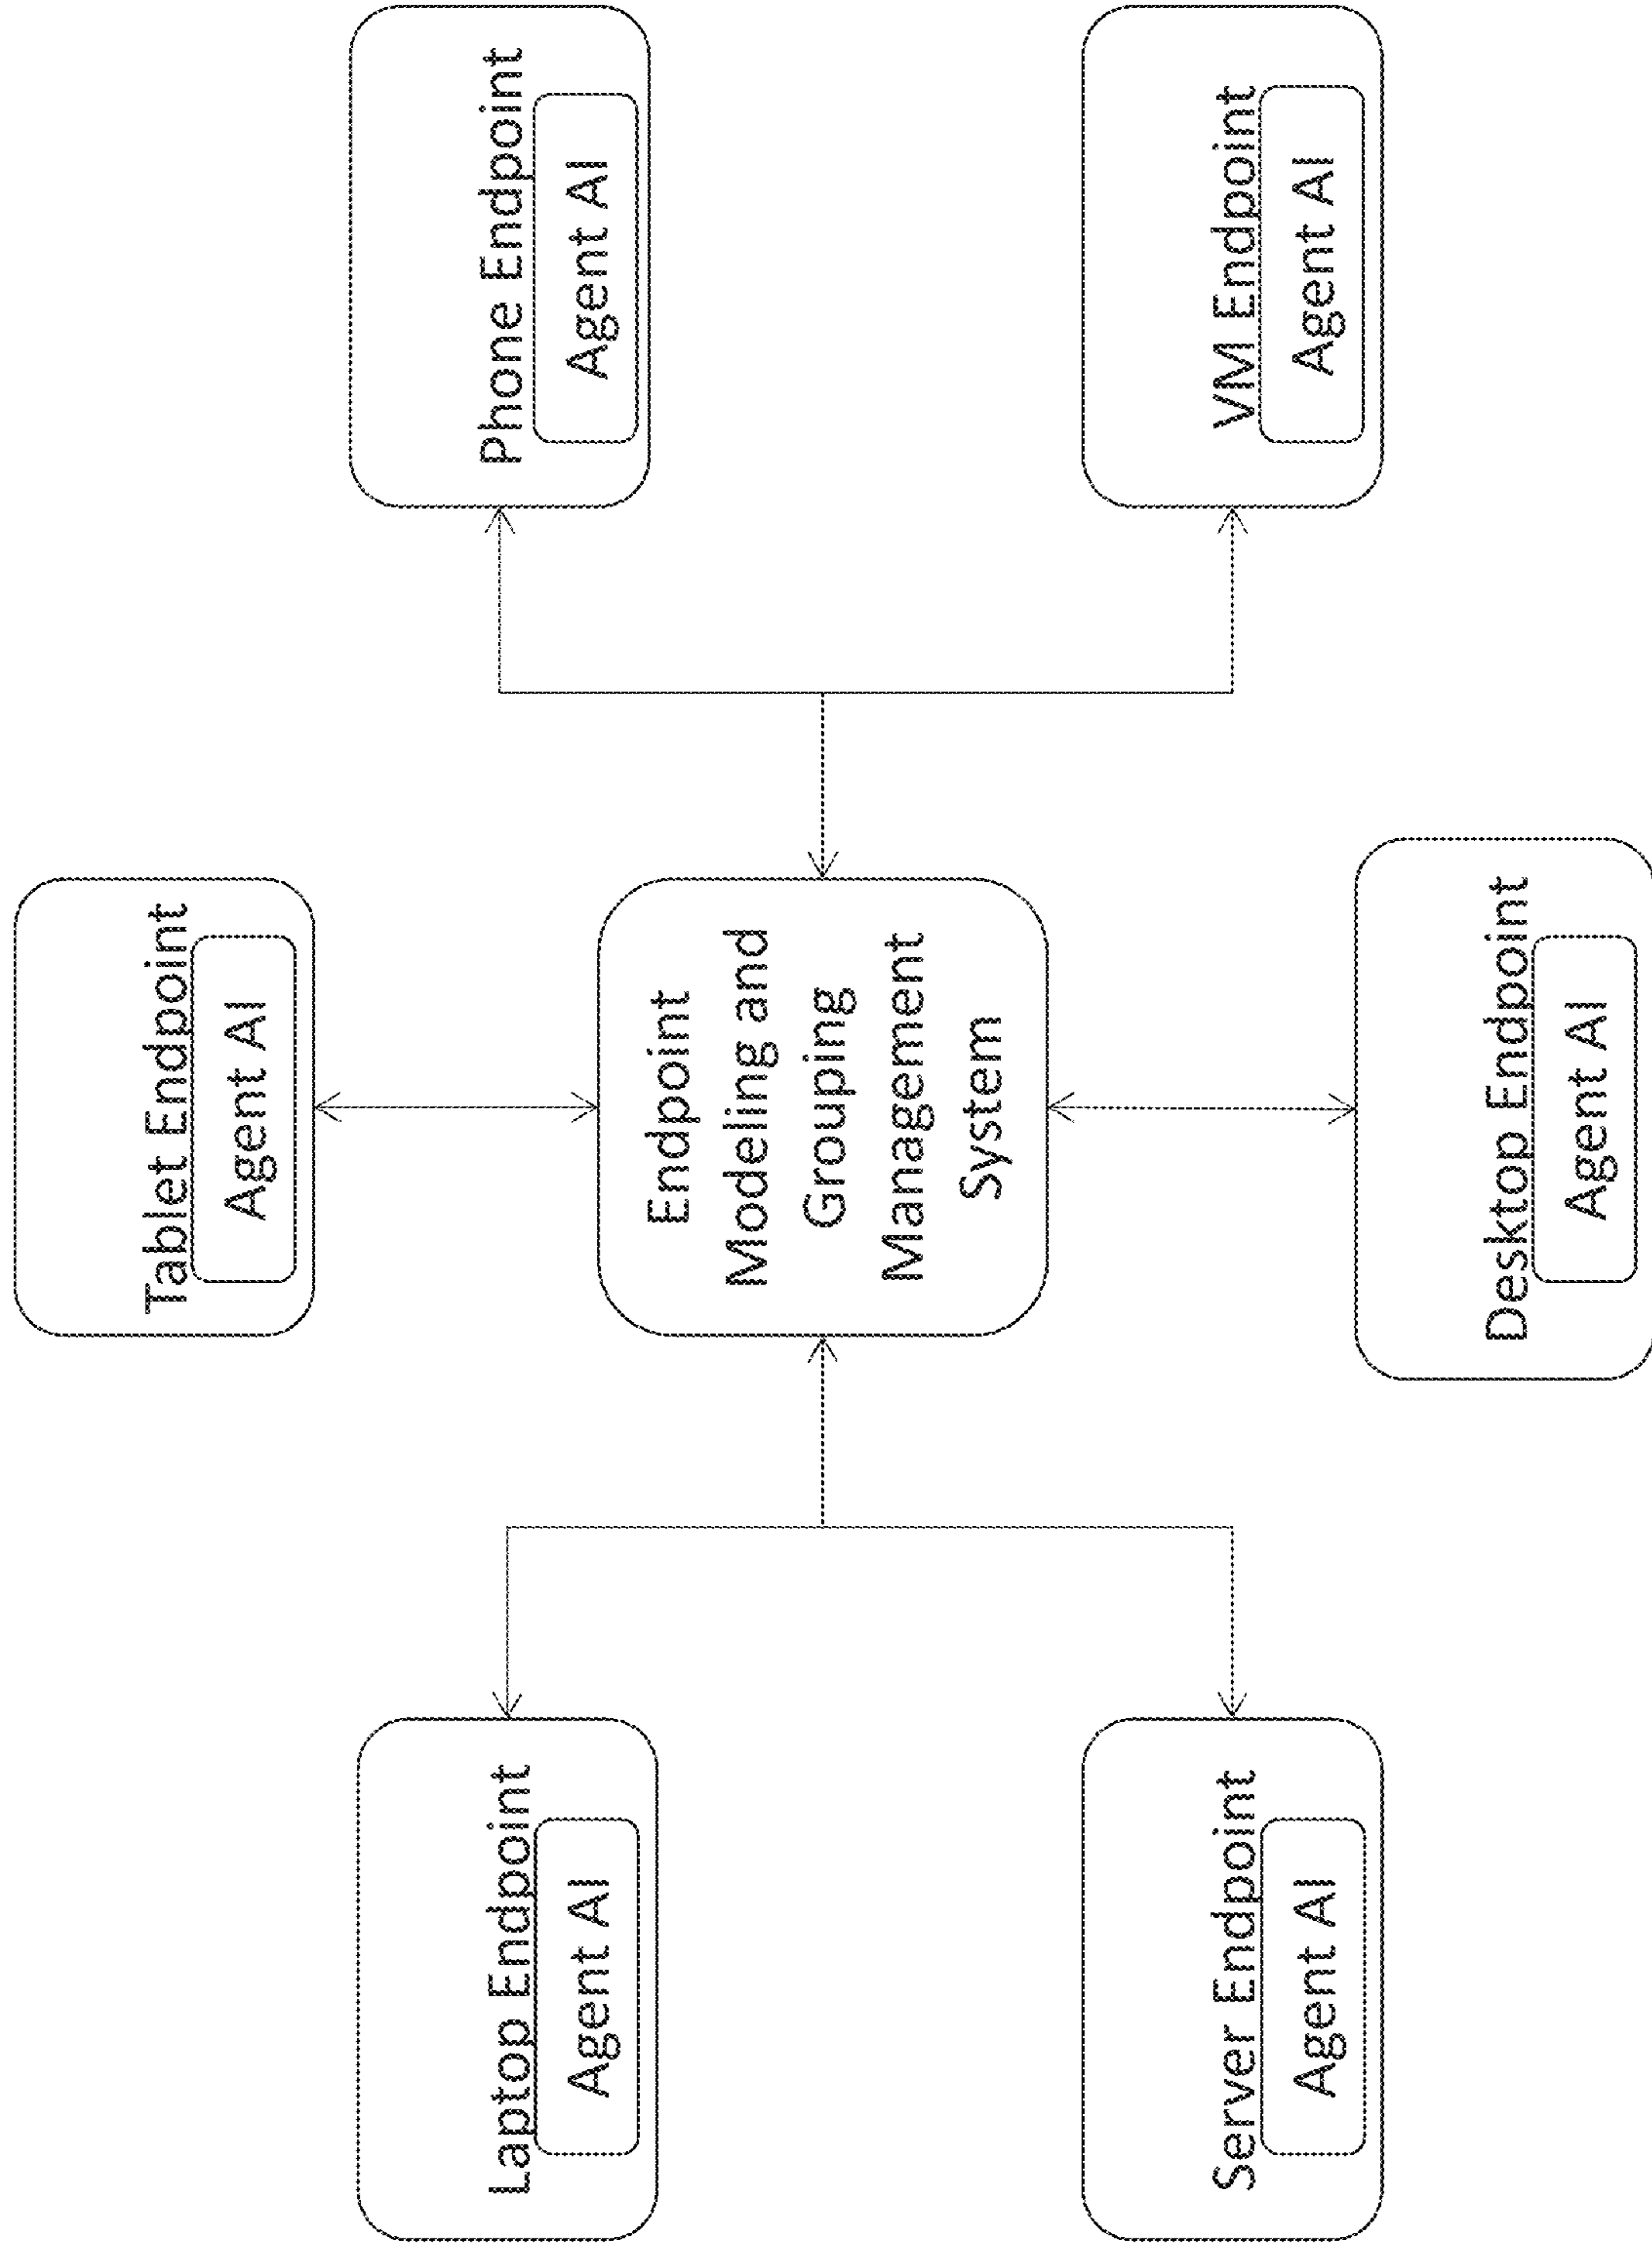 Tablet Endpoint
Agent AI
Laptop Endpoint
Agent AI
Phone Endpoint
Agent AI
Endpoint
Modeling and
Grouping
Management
System
Server Endpoint
Agent AI
VM Endpoint
Agent AI
Desktop Endpoint
Agent AI